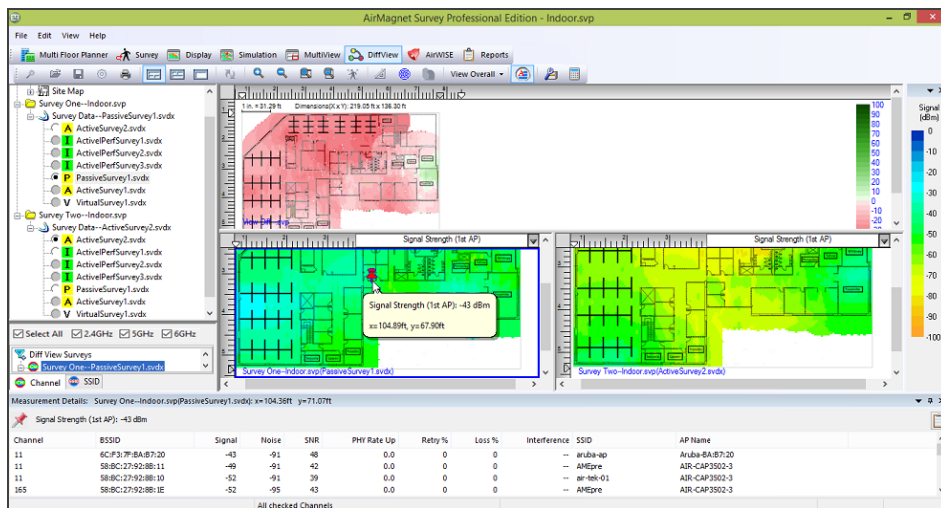 AirMagnet Survey Professional Edition - Indoor.svp
File Edit View Help
Multi Floor Planner Survey Display Simulation MultiView DiffView AirWISE Reports
View Overall
Site Map
Survey One--Indoor.svp
Survey Data--PassiveSurvey1.svdx
A ActiveSurvey2.svdx
I ActiveIPerfSurvey1.svdx
I ActiveIPerfSurvey2.svdx
I ActiveIPerfSurvey3.svdx
P PassiveSurvey1.svdx
A ActiveSurvey1.svdx
V VirtualSurvey1.svdx
Survey Two--Indoor.svp
Survey Data--ActiveSurvey2.svdx
A ActiveSurvey2.svdx
I ActiveIPerfSurvey1.svdx
I ActiveIPerfSurvey2.svdx
I ActiveIPerfSurvey3.svdx
P PassiveSurvey1.svdx
A ActiveSurvey1.svdx
V VirtualSurvey1.svdx
Select All 2.4GHz 5GHz 6GHz
Diff View Surveys
Survey One--PassiveSurvey1.svdx
Channel SSID
1 in. = 31.29 ft Dimensions(X x Y): 219.05 ft x 136.30 ft
100
90
80
70
60
50
40
30
20
10
0
-10
-20
Signal
(dBm)
0
-10
-20
-30
-40
-50
-60
-70
-80
-90
-100
Signal Strength (1st AP)
Signal Strength (1st AP): -43 dBm
x=104.89ft, y=67.90ft
Survey One--Indoor.svp(PassiveSurvey1.svdx)
Signal Strength (1st AP)
Survey Two--Indoor.svp(ActiveSurvey2.svdx)
Measurement Details: Survey One--Indoor.svp(PassiveSurvey1.svdx): x=104.36ft y=71.07ft
Signal Strength (1st AP): -43 dBm
Channel BSSID Signal Noise SNR PHY Rate Up Retry % Loss % Interference SSID AP Name
11 6C:F3:7F:BA:B7:20 -43 -91 48 0.0 0 0 -- aruba-ap Aruba-BA:B7:20
11 58:BC:27:92:8B:11 -49 -91 42 0.0 0 0 -- AMEpre AIR-CAP3502-3
11 58:BC:27:92:8B:10 -52 -91 39 0.0 0 0 -- air-tek-01 AIR-CAP3502-3
165 58:BC:27:92:8B:1E -52 -95 43 0.0 0 0 -- AMEpre AIR-CAP3502-3
All checked Channels